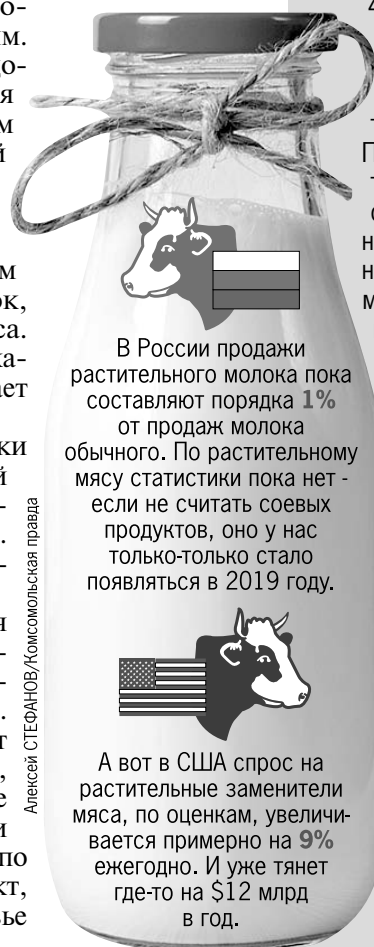 В России продажи
растительного молока пока
составляют порядка 1%
от продаж молока
обычного. По растительному
мясу статистики пока нет -
если не считать соевых
продуктов, оно у нас
только-только стало
появляться в 2019 году.
А вот в США спрос на
растительные заменители
мяса, по оценкам, увеличи-
вается примерно на 9%
ежегодно. И уже тянет
где-то на $12 млрд
в год.
Алексей СТЕФАНОВ/Комсомольская правда